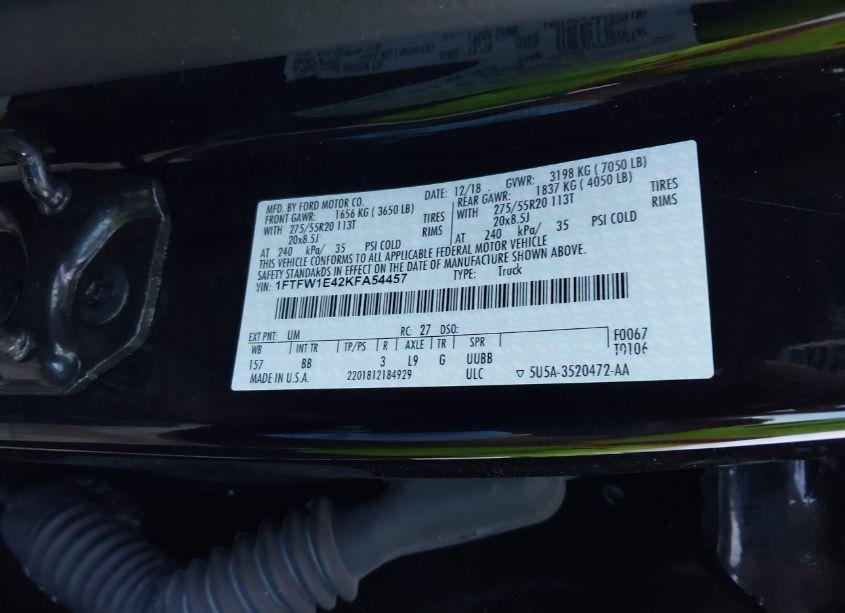 MFD. BY FORD MOTOR CO. DATE: 12/18 GVWR: 3198 KG ( 7050 LB)
FRONT GAWR: 1656 KG ( 3650 LB) REAR GAWR: 1837 KG ( 4050 LB)
WITH 275/55R20 113T TIRES WITH 275/55R20 113T TIRES
20x8.5J RIMS 20x8.5J RIMS
AT 240 kPa/ 35 PSI COLD AT 240 kPa/ 35 PSI COLD
THIS VEHICLE CONFORMS TO ALL APPLICABLE FEDERAL MOTOR VEHICLE
SAFETY STANDARDS IN EFFECT ON THE DATE OF MANUFACTURE SHOWN ABOVE.
VIN: 1FTFW1E42KFA54457 TYPE: Truck
EXT PNT: UM RC: 27 DSO: F0067
WB INT TR TP/PS R AXLE TR SPR T0106
157 BB 3 L9 G UUBB
MADE IN U.S.A. 2201812184929 ULC ▽ 5U5A-3520472-AA